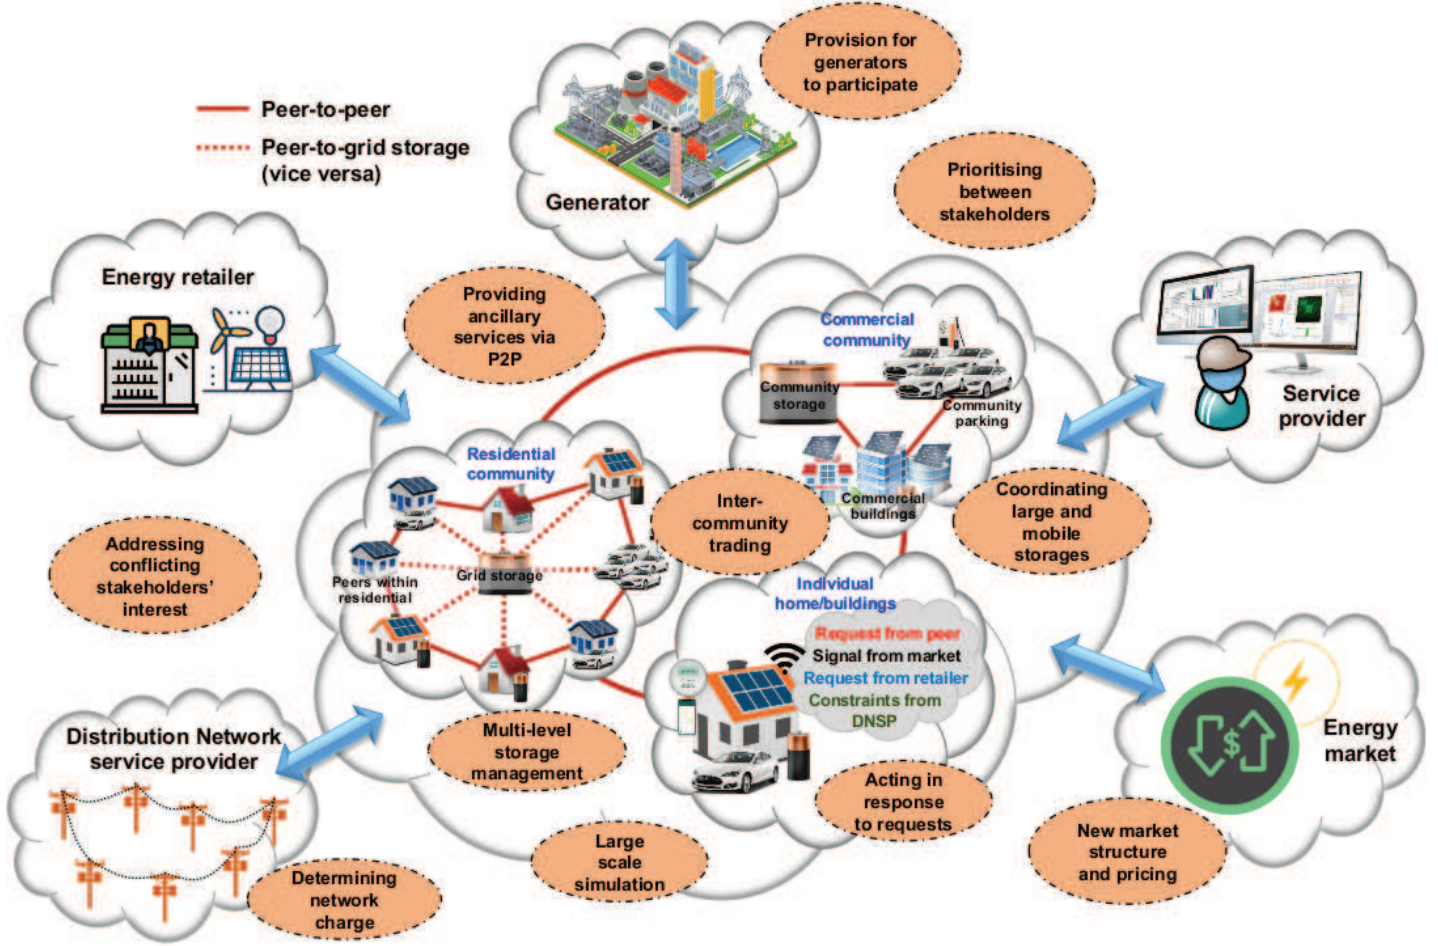 Provision for
generators
to participate
Peer-to-peer
Peer-to-grid storage
(vice versa)
Generator
Prioritising
between
stakeholders
Energy retailer
Providing
ancillary
services via
P2P
Commercial
community
Community
storage
Community
parking
Commercial
buildings
Service
provider
Residential
community
Grid storage
Peers within
residential
Inter-
community
trading
Coordinating
large and
mobile
storages
Addressing
conflicting
stakeholders'
interest
Individual
home/buildings
Request from peer
Signal from market
Request from retailer
Constraints from
DNSP
Distribution Network
service provider
Multi-level
storage
management
Acting in
response
to requests
$
Energy
market
Large
scale
simulation
New market
structure
and pricing
Determining
network
charge